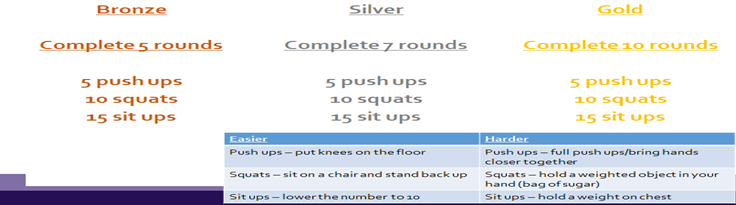 Bronze
Complete 5 rounds
5 push ups
10 squats
15 sit ups
Silver
Complete 7 rounds
5 push ups
10 squats
15 sit ups
Gold
Complete 10 rounds
5 push ups
10 squats
15 sit ups
Easier
Harder
Push ups – put knees on the floor
Push ups – full push ups/bring hands
closer together
Squats – sit on a chair and stand back up
Squats – hold a weighted object in your
hand (bag of sugar)
Sit ups – lower the number to 10
Sit ups – hold a weight on chest